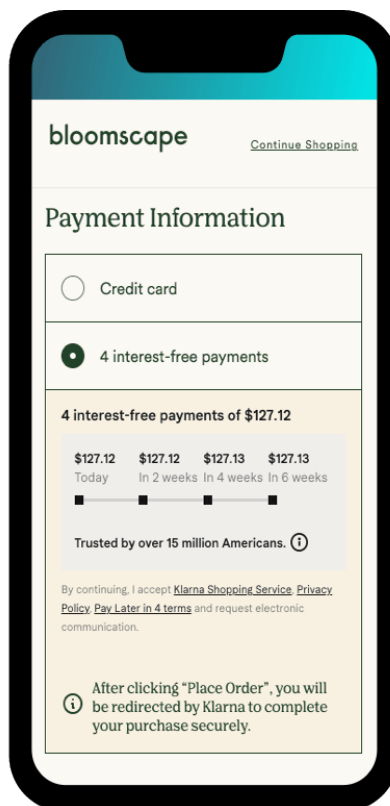 bloomscape
Continue Shopping
Payment Information
Credit card
4 interest-free payments
4 interest-free payments of $127.12
$127.12 $127.12 $127.13 $127.13
Today In 2 weeks In 4 weeks In 6 weeks
Trusted by over 15 million Americans.
By continuing, I accept Klarna Shopping Service, Privacy
Policy, Pay Later in 4 terms and request electronic
communication.
After clicking “Place Order”, you will
be redirected by Klarna to complete
your purchase securely.